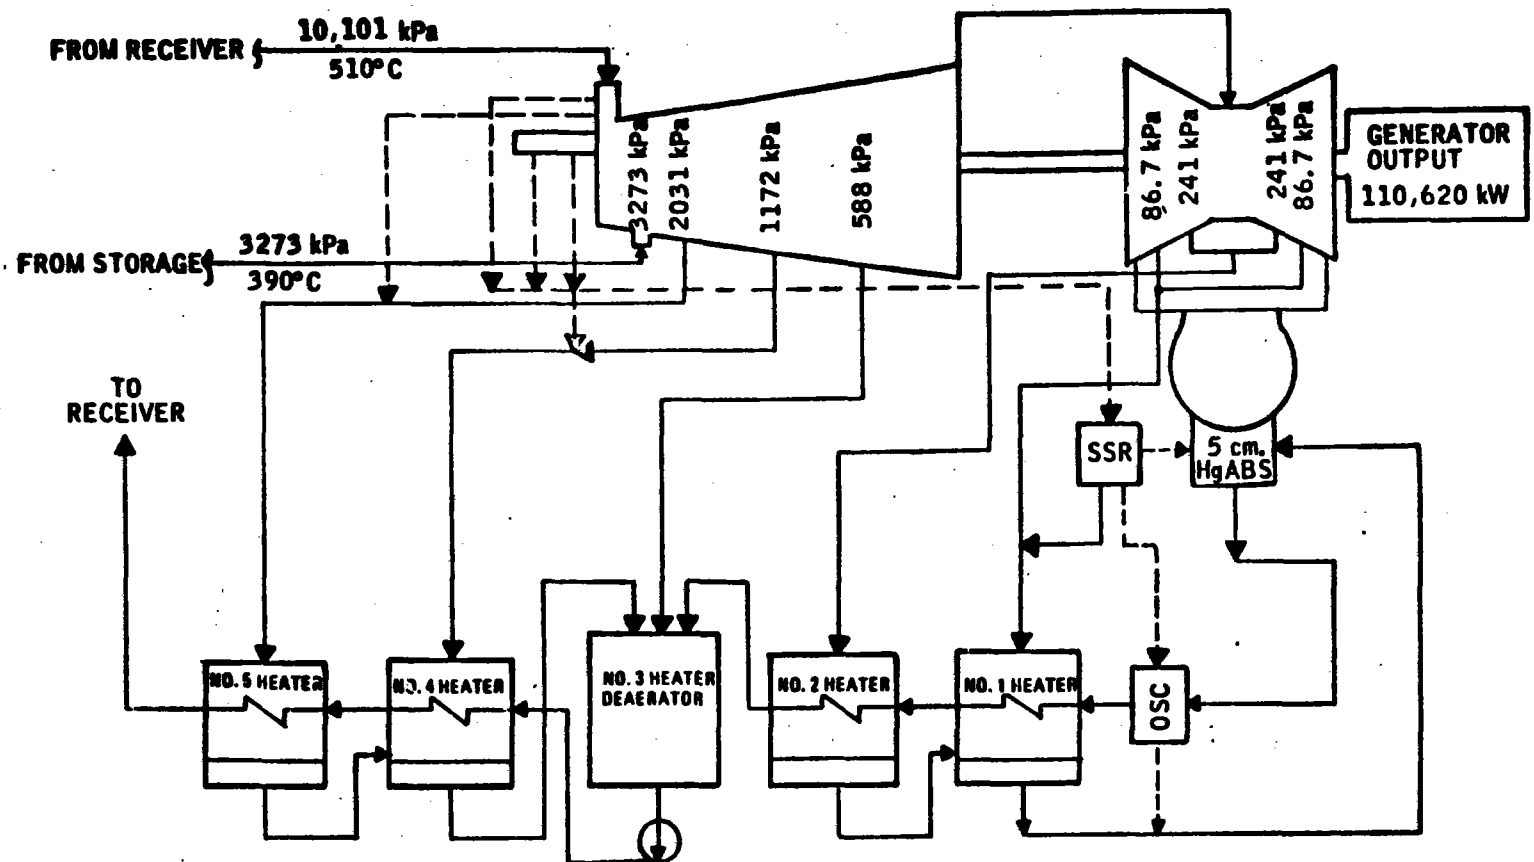 10,101 kPa
FROM RECEIVER
510°C
3273 kPa
2031 kPa
1172 kPa
588 kPa
86.7 kPa
241 kPa
241 kPa
86.7 kPa
GENERATOR
OUTPUT
110,620 kW
3273 kPa
FROM STORAGE
390°C
TO
RECEIVER
SSR
5 cm.
HgABS
NO. 5 HEATER
NO. 4 HEATER
NO. 3 HEATER
DEAERATOR
NO. 2 HEATER
NO. 1 HEATER
OSC